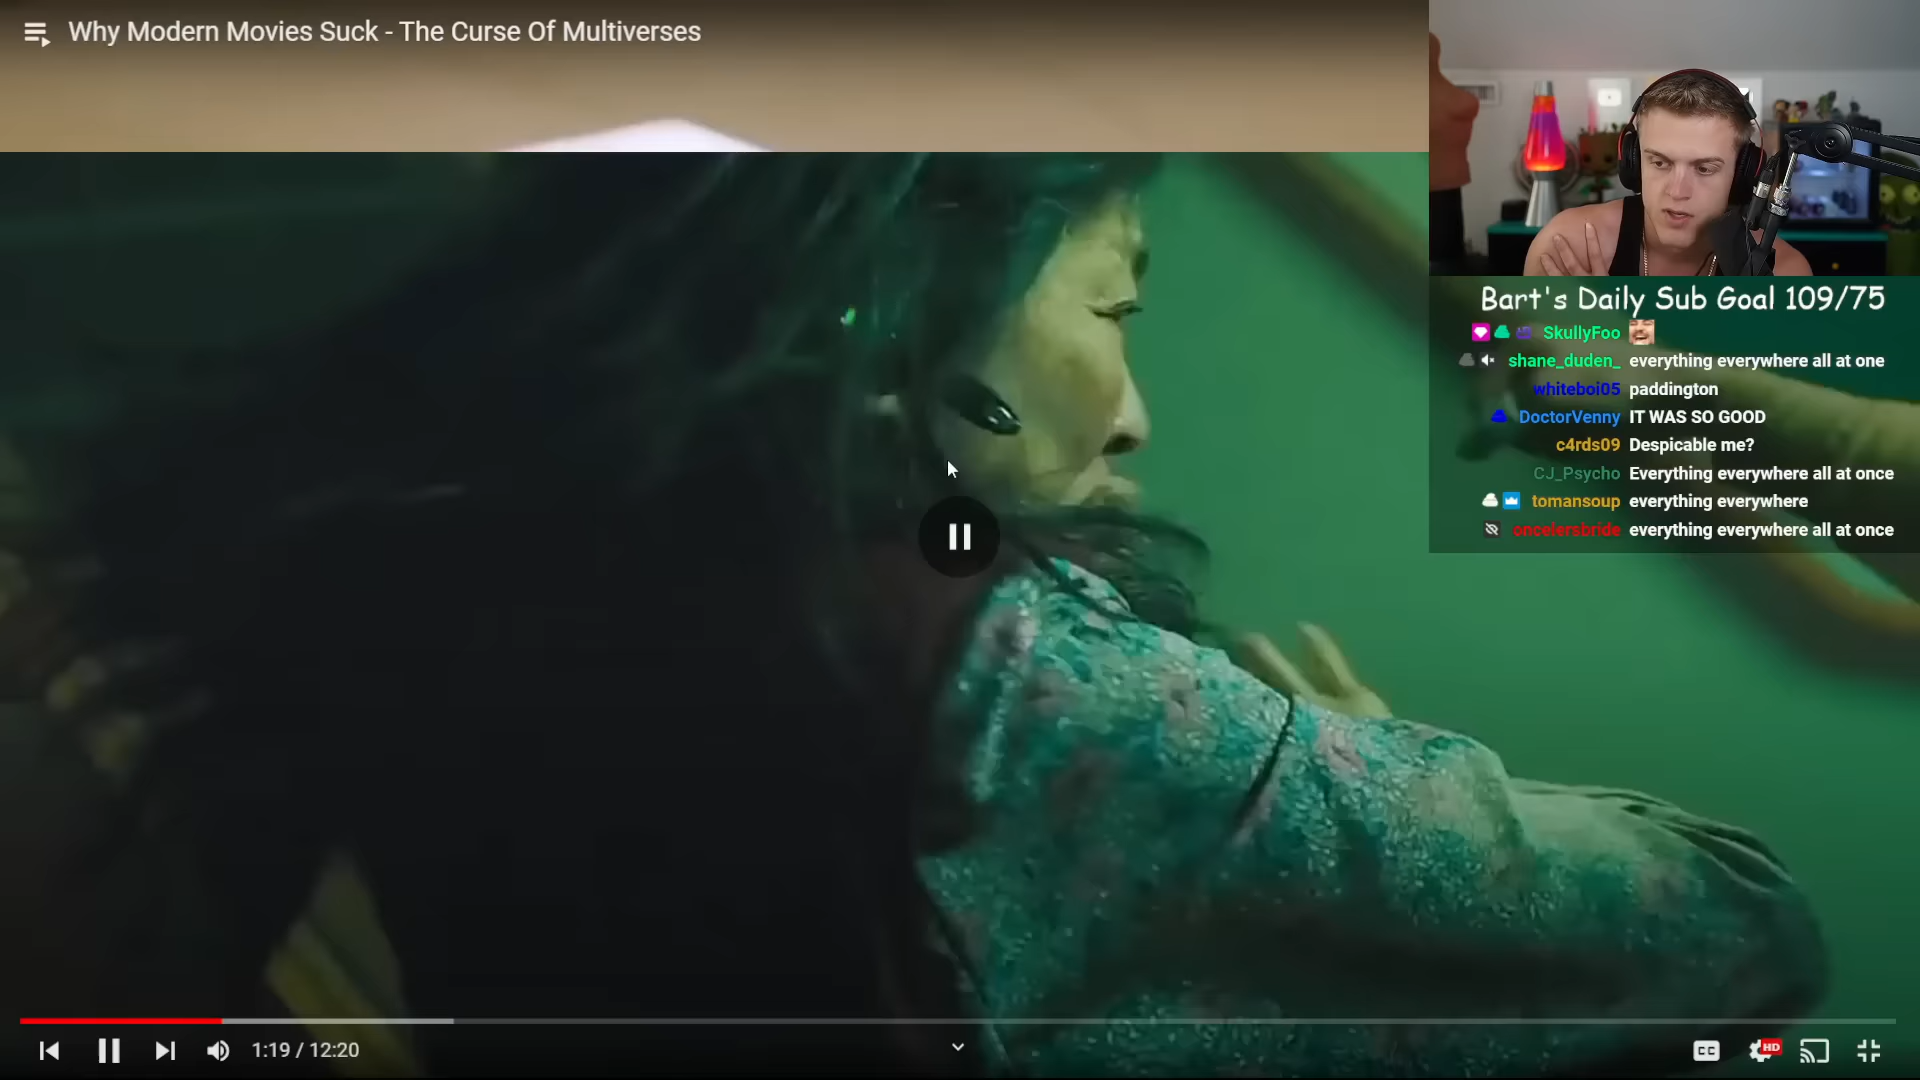 Why Modern Movies Suck - The Curse Of Multiverses
Bart's Daily Sub Goal 109/75
SkullyFoo
shane_duden_ everything everywhere all at one
whiteboi05 paddington
DoctorVenny IT WAS SO GOOD
c4rds09 Despicable me?
CJ_Psycho Everything everywhere all at once
tomansoup everything everywhere
oncelersbride everything everywhere all at once
1:19 / 12:20
CC
HD